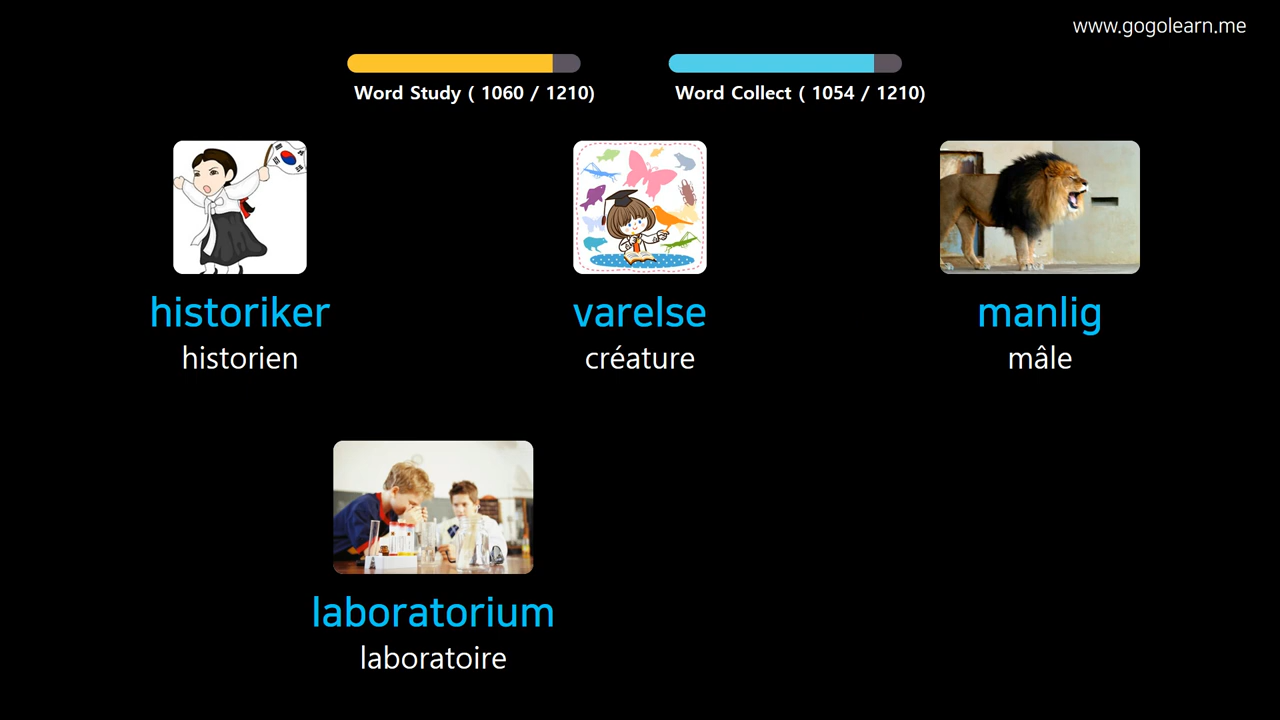 www.gogolearn.me
Word Study ( 1060 / 1210)
Word Collect ( 1054 / 1210)
historiker
historien
varelse
créature
manlig
mâle
laboratorium
laboratoire